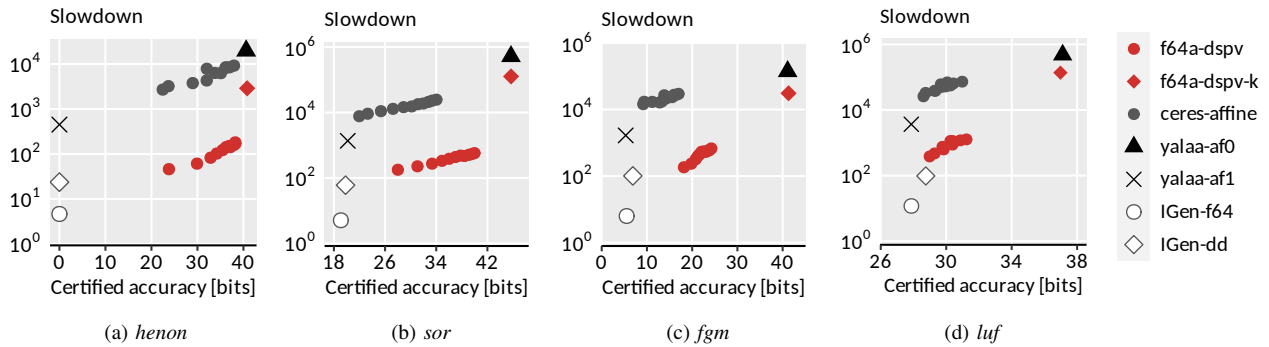 Slowdown
10^4
10^3
10^2
10^1
10^0
0 10 20 30 40
Certified accuracy [bits]
(a) henon
Slowdown
10^6
10^4
10^2
10^0
18 26 34 42
Certified accuracy [bits]
(b) sor
Slowdown
10^6
10^4
10^2
10^0
0 10 20 30 40
Certified accuracy [bits]
(c) fgm
Slowdown
10^6
10^4
10^2
10^0
26 30 34 38
Certified accuracy [bits]
(d) luf
f64a-dspv
f64a-dspv-k
ceres-affine
yalaa-af0
yalaa-af1
IGen-f64
IGen-dd